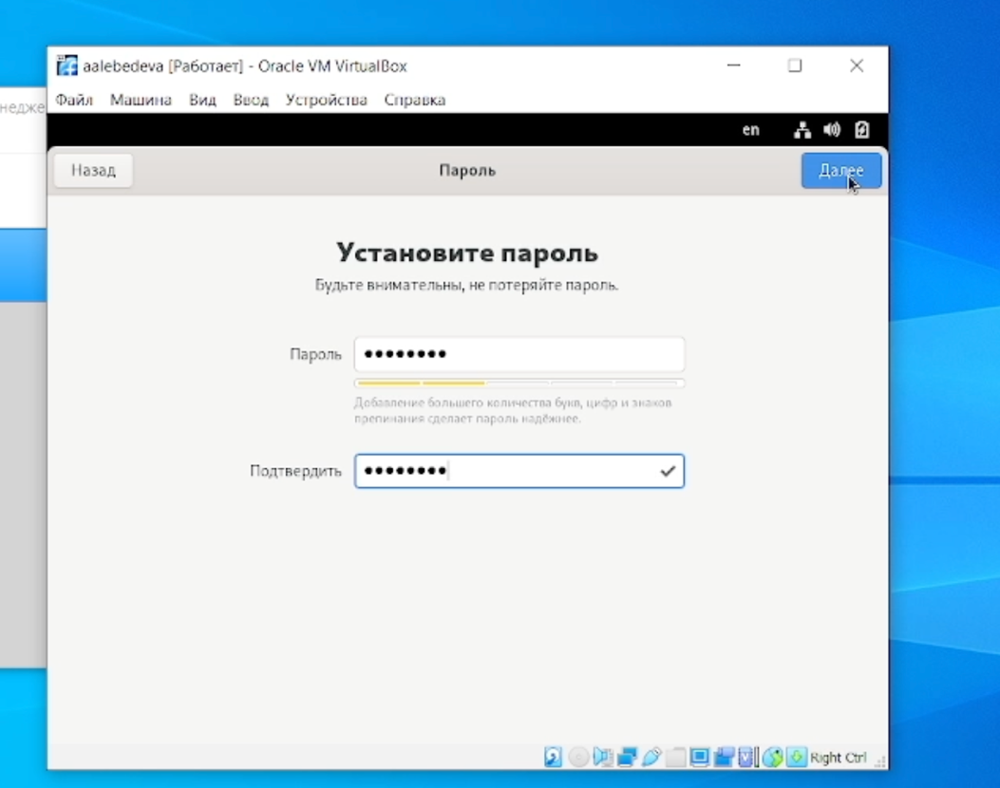 aalebedeva [Работает] - Oracle VM VirtualBox
Файл Машина Вид Ввод Устройства Справка
en
Назад Пароль Далее
Установите пароль
Будьте внимательны, не потеряйте пароль.
Пароль ●●●●●●●●
Добавление большего количества букв, цифр и знаков
препинания сделает пароль надёжнее.
Подтвердить ●●●●●●●●
Right Ctrl